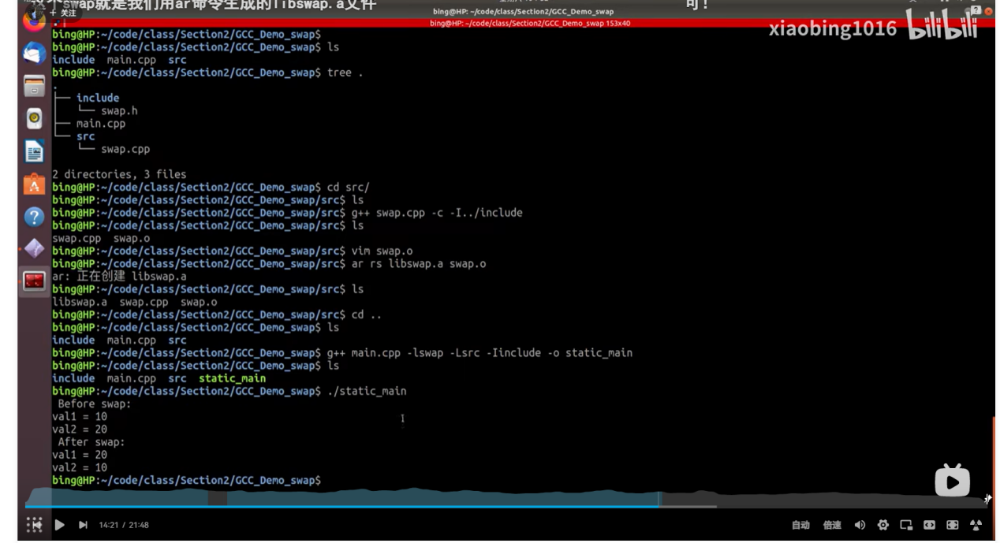 swap就是我们用ar命令生成的libswap.a文件
可!
+ 关注
bing@HP: ~/code/class/Section2/GCC_Demo_swap
bing@HP: ~/code/class/Section2/GCC_Demo_swap 153x40
xiaobing1016 bilibili
bing@HP:~/code/class/Section2/GCC_Demo_swap$
bing@HP:~/code/class/Section2/GCC_Demo_swap$ ls
include  main.cpp  src
bing@HP:~/code/class/Section2/GCC_Demo_swap$ tree .
.
├── include
│   └── swap.h
├── main.cpp
└── src
    └── swap.cpp
2 directories, 3 files
bing@HP:~/code/class/Section2/GCC_Demo_swap$ cd src/
bing@HP:~/code/class/Section2/GCC_Demo_swap/src$ ls
bing@HP:~/code/class/Section2/GCC_Demo_swap/src$ g++ swap.cpp -c -I../include
bing@HP:~/code/class/Section2/GCC_Demo_swap/src$ ls
swap.cpp  swap.o
bing@HP:~/code/class/Section2/GCC_Demo_swap/src$ vim swap.o
bing@HP:~/code/class/Section2/GCC_Demo_swap/src$ ar rs libswap.a swap.o
ar: 正在创建 libswap.a
bing@HP:~/code/class/Section2/GCC_Demo_swap/src$ ls
libswap.a  swap.cpp  swap.o
bing@HP:~/code/class/Section2/GCC_Demo_swap/src$ cd ..
bing@HP:~/code/class/Section2/GCC_Demo_swap$ ls
include  main.cpp  src
bing@HP:~/code/class/Section2/GCC_Demo_swap$ g++ main.cpp -lswap -Lsrc -Iinclude -o static_main
bing@HP:~/code/class/Section2/GCC_Demo_swap$ ls
include  main.cpp  src  static_main
bing@HP:~/code/class/Section2/GCC_Demo_swap$ ./static_main
Before swap:
val1 = 10
val2 = 20
After swap:
val1 = 20
val2 = 10
bing@HP:~/code/class/Section2/GCC_Demo_swap$
14:21 / 21:48
自动 倍速